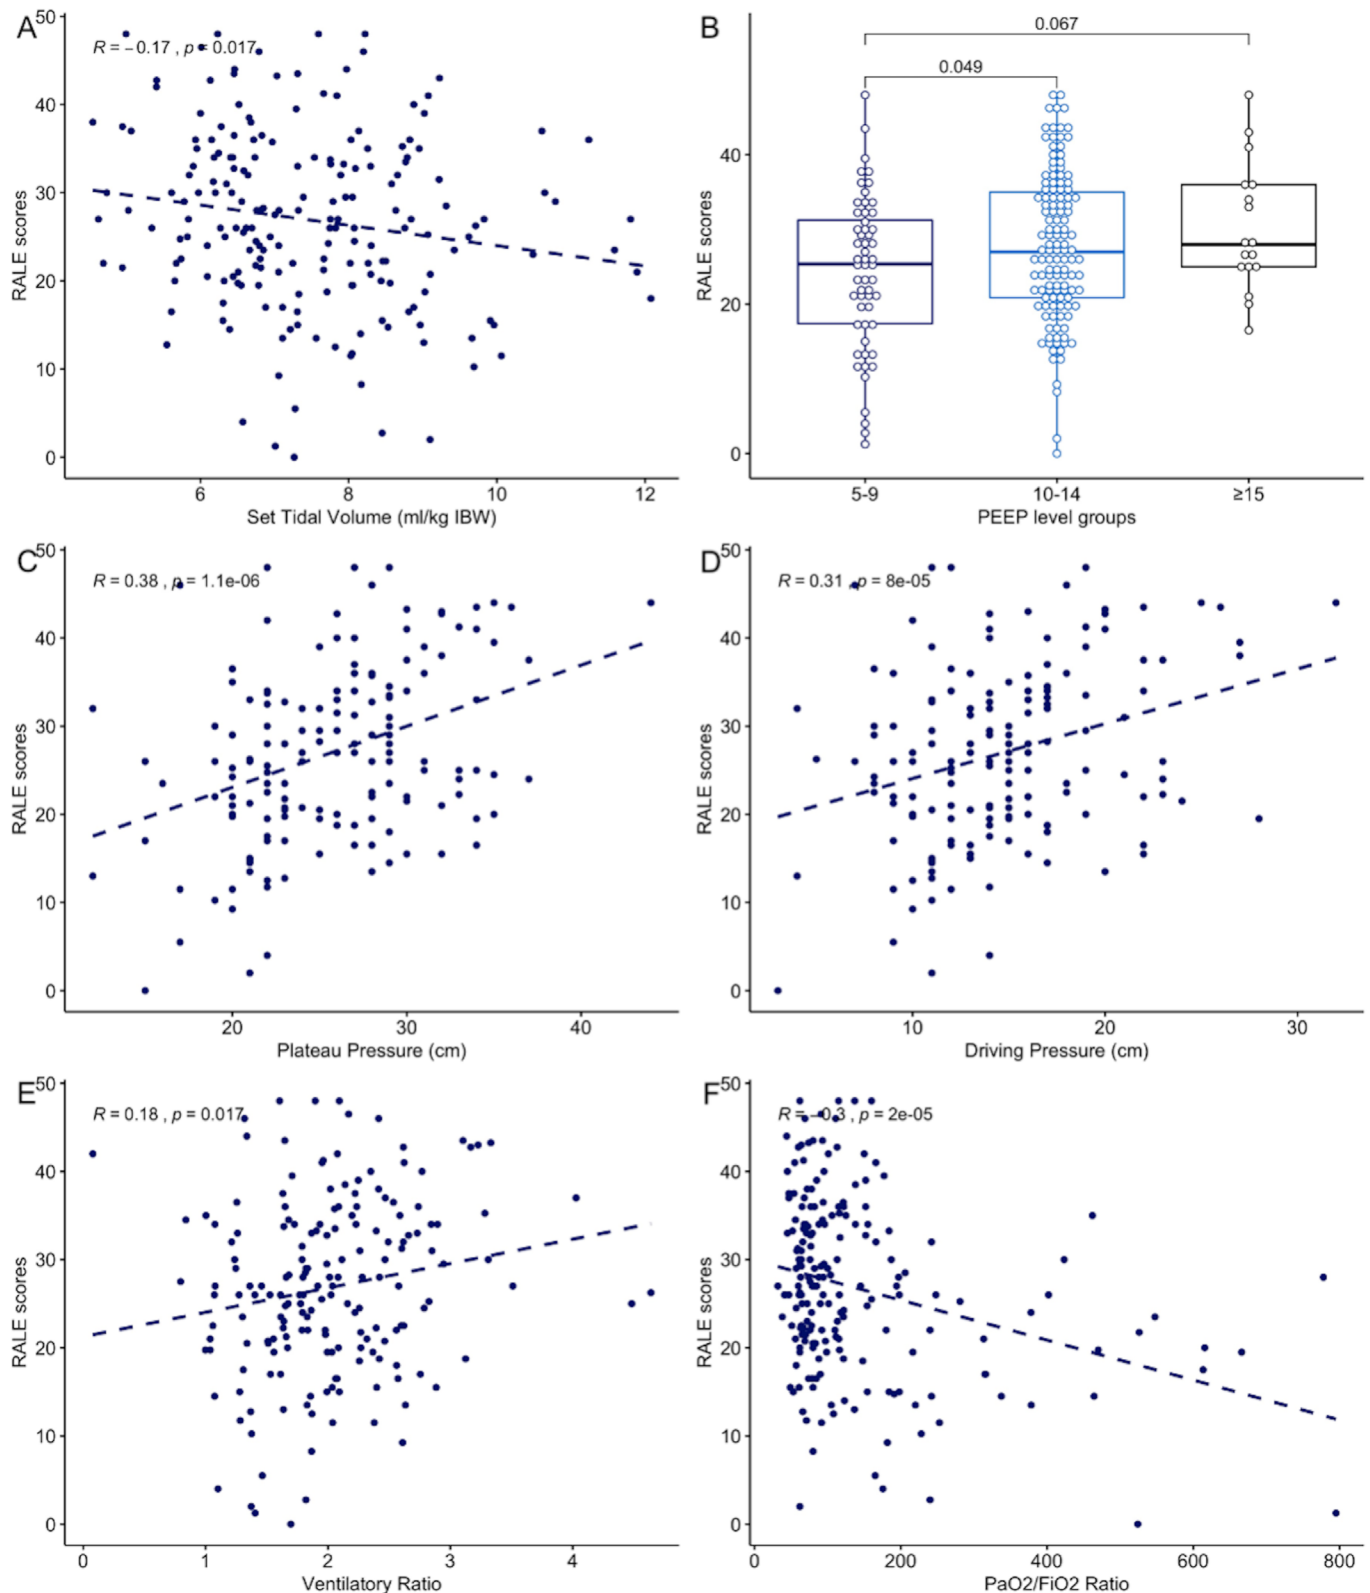 A
50
40
30
20
10
0
RALE scores
R = −0.17 , p = 0.017
6 8 10 12
Set Tidal Volume (ml/kg IBW)
B
40
20
0
RALE scores
0.067
0.049
5-9 10-14 ≥15
PEEP level groups
C
50
40
30
20
10
0
RALE scores
R = 0.38 , p = 1.1e-06
20 30 40
Plateau Pressure (cm)
D
50
40
30
20
10
0
RALE scores
R = 0.31 , p = 8e-05
10 20 30
Driving Pressure (cm)
E
50
40
30
20
10
0
RALE scores
R = 0.18 , p = 0.017
0 1 2 3 4
Ventilatory Ratio
F
50
40
30
20
10
0
RALE scores
R = −0.3 , p = 2e-05
0 200 400 600 800
PaO2/FiO2 Ratio